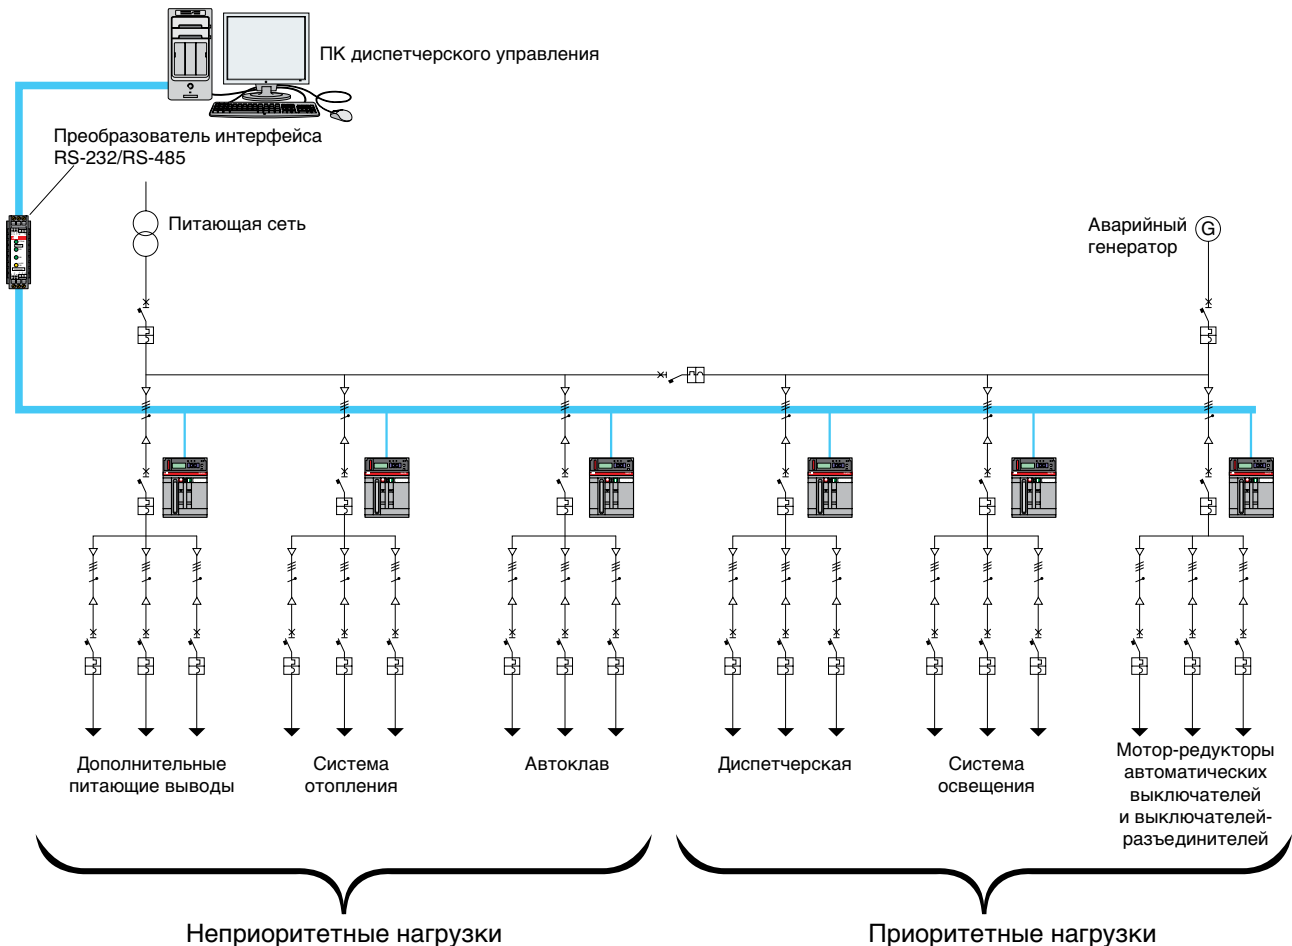 ПК диспетчерского управления
Преобразователь интерфейса
RS-232/RS-485
Питающая сеть
Аварийный
генератор
G
Дополнительные
питающие выводы
Система
отопления
Автоклав
Диспетчерская
Система
освещения
Мотор-редукторы
автоматических
выключателей
и выключателей-
разъединителей
Неприоритетные нагрузки
Приоритетные нагрузки